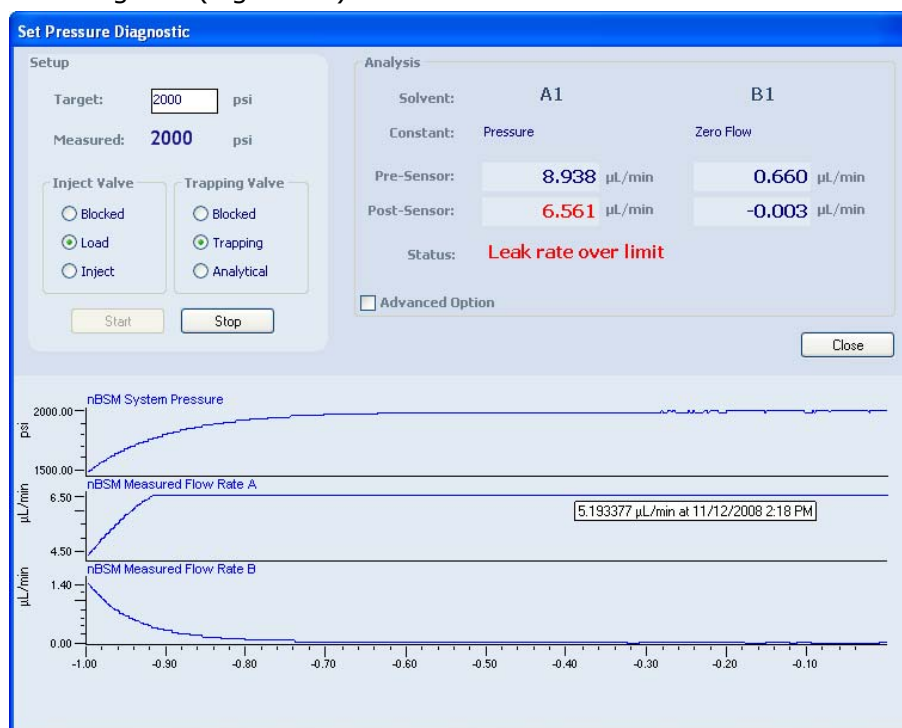 Set Pressure Diagnostic
Setup
Target: 2000 psi
Measured: 2000 psi
Inject Valve
Blocked
Load
Inject
Trapping Valve
Blocked
Trapping
Analytical
Start Stop
Analysis
Solvent: A1 B1
Constant: Pressure Zero Flow
Pre-Sensor: 8.938 µL/min 0.660 µL/min
Post-Sensor: 6.561 µL/min -0.003 µL/min
Status: Leak rate over limit
Advanced Option
Close
nBSM System Pressure
2000.00
psi
1500.00
nBSM Measured Flow Rate A
6.50
µL/min
5.193377 µL/min at 11/12/2008 2:18 PM
4.50
nBSM Measured Flow Rate B
1.40
µL/min
0.00
-1.00 -0.90 -0.80 -0.70 -0.60 -0.50 -0.40 -0.30 -0.20 -0.10